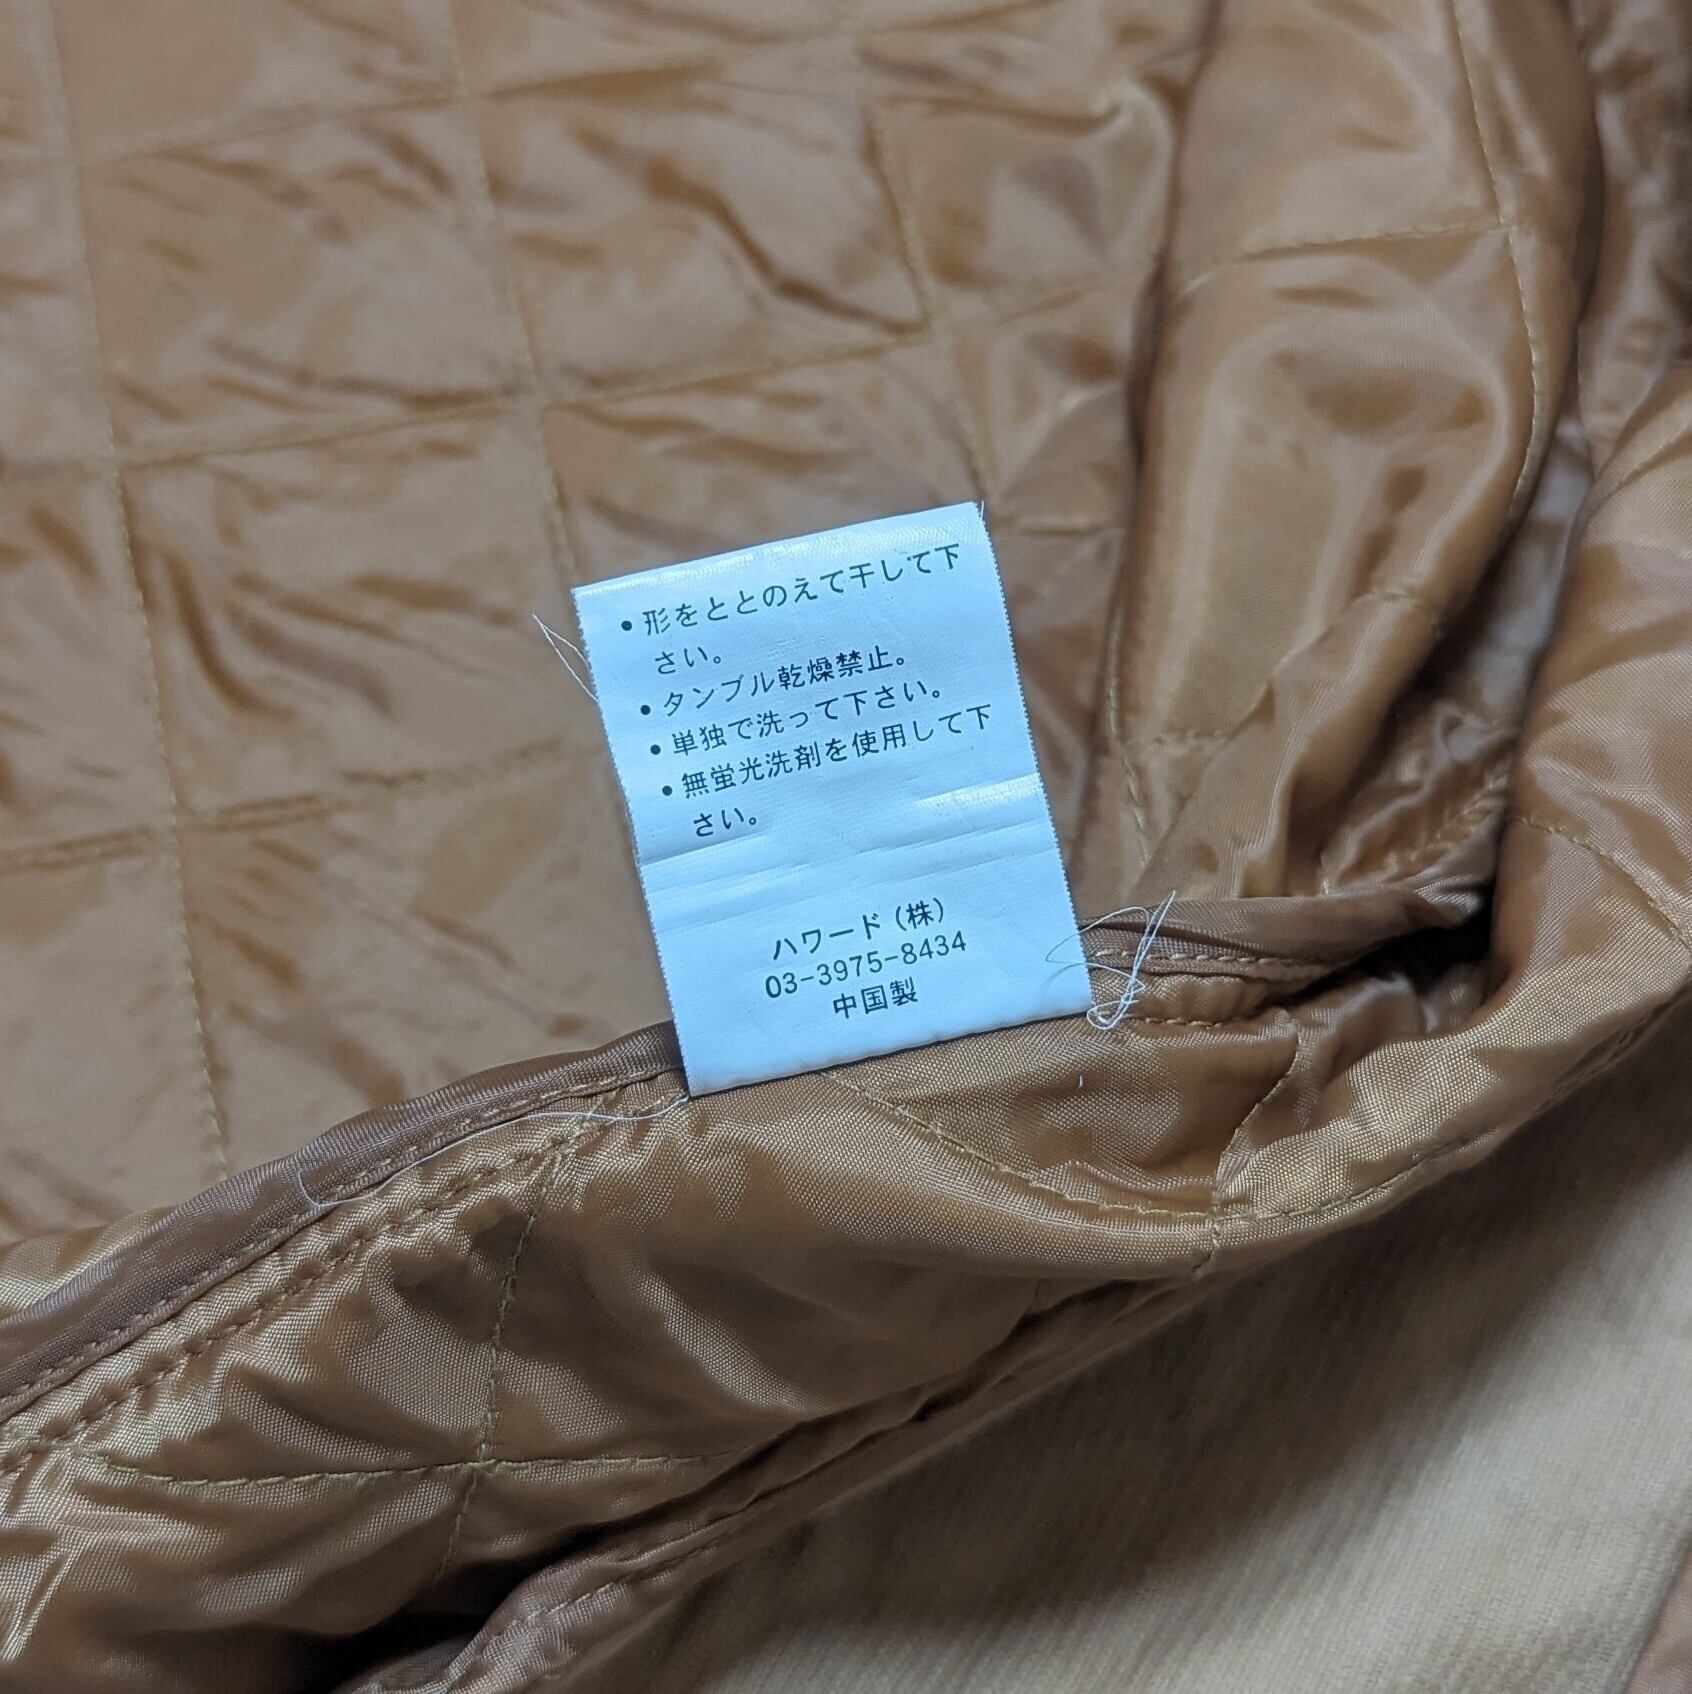 ● 形をととのえて干して下
さい。
● タンブル乾燥禁止。
● 単独で洗って下さい。
● 無蛍光洗剤を使用して下
さい。
ハワード (株)
03-3975-8434
中国製